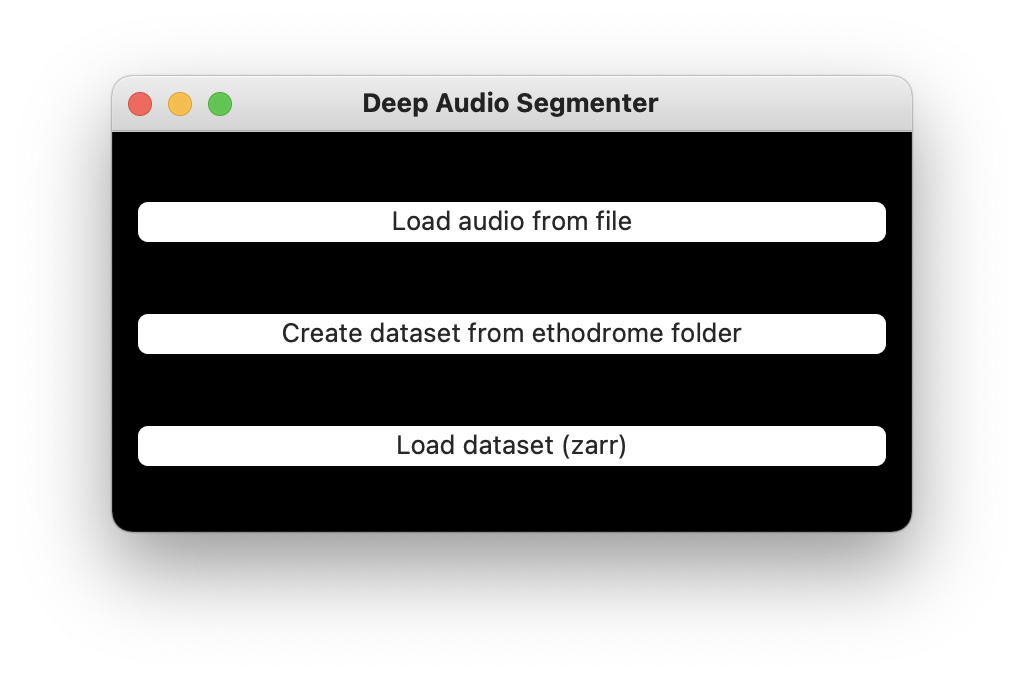 Deep Audio Segmenter
Load audio from file
Create dataset from ethodrome folder
Load dataset (zarr)